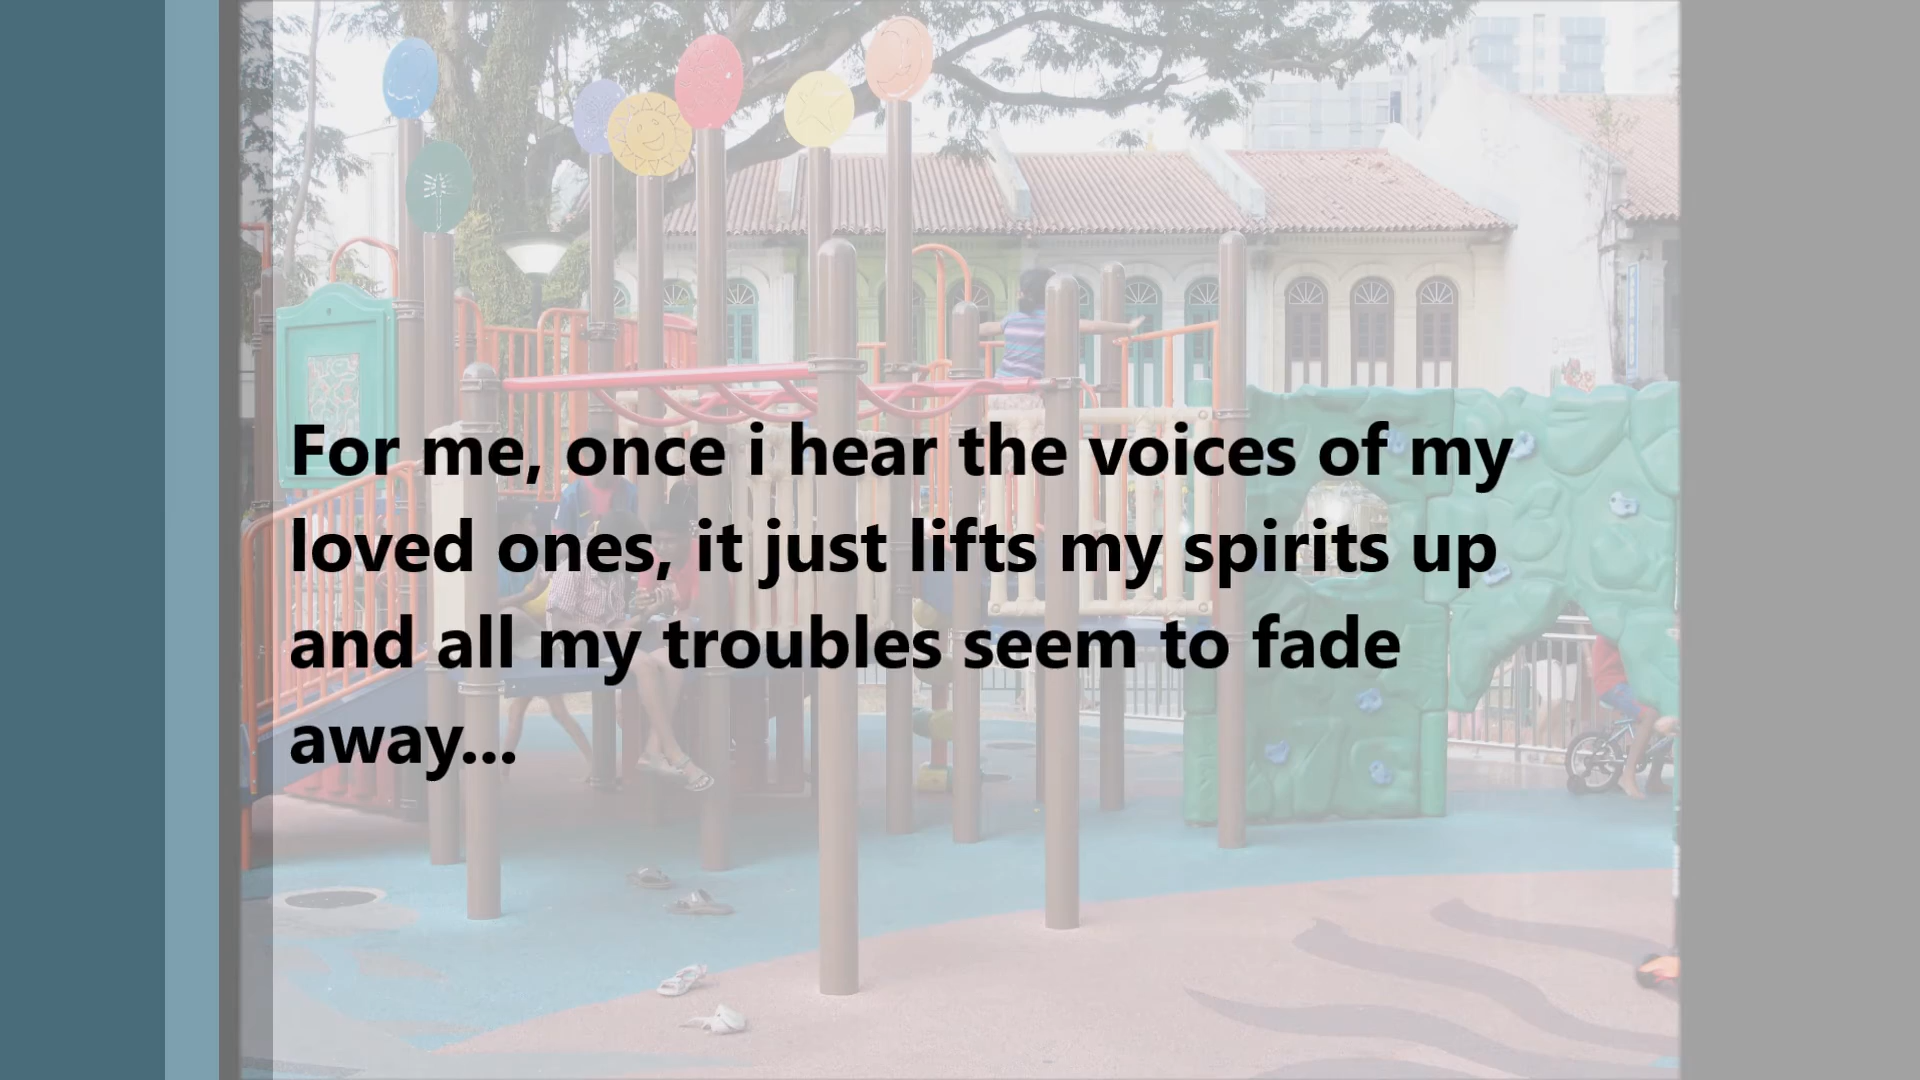 For me, once i hear the voices of my
loved ones, it just lifts my spirits up
and all my troubles seem to fade
away...